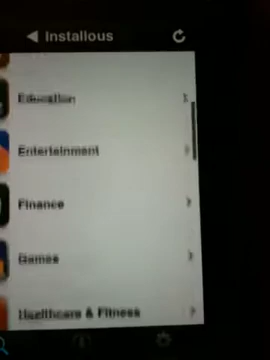 Installous
Education
Entertainment
Finance
Games
Healthcare & Fitness